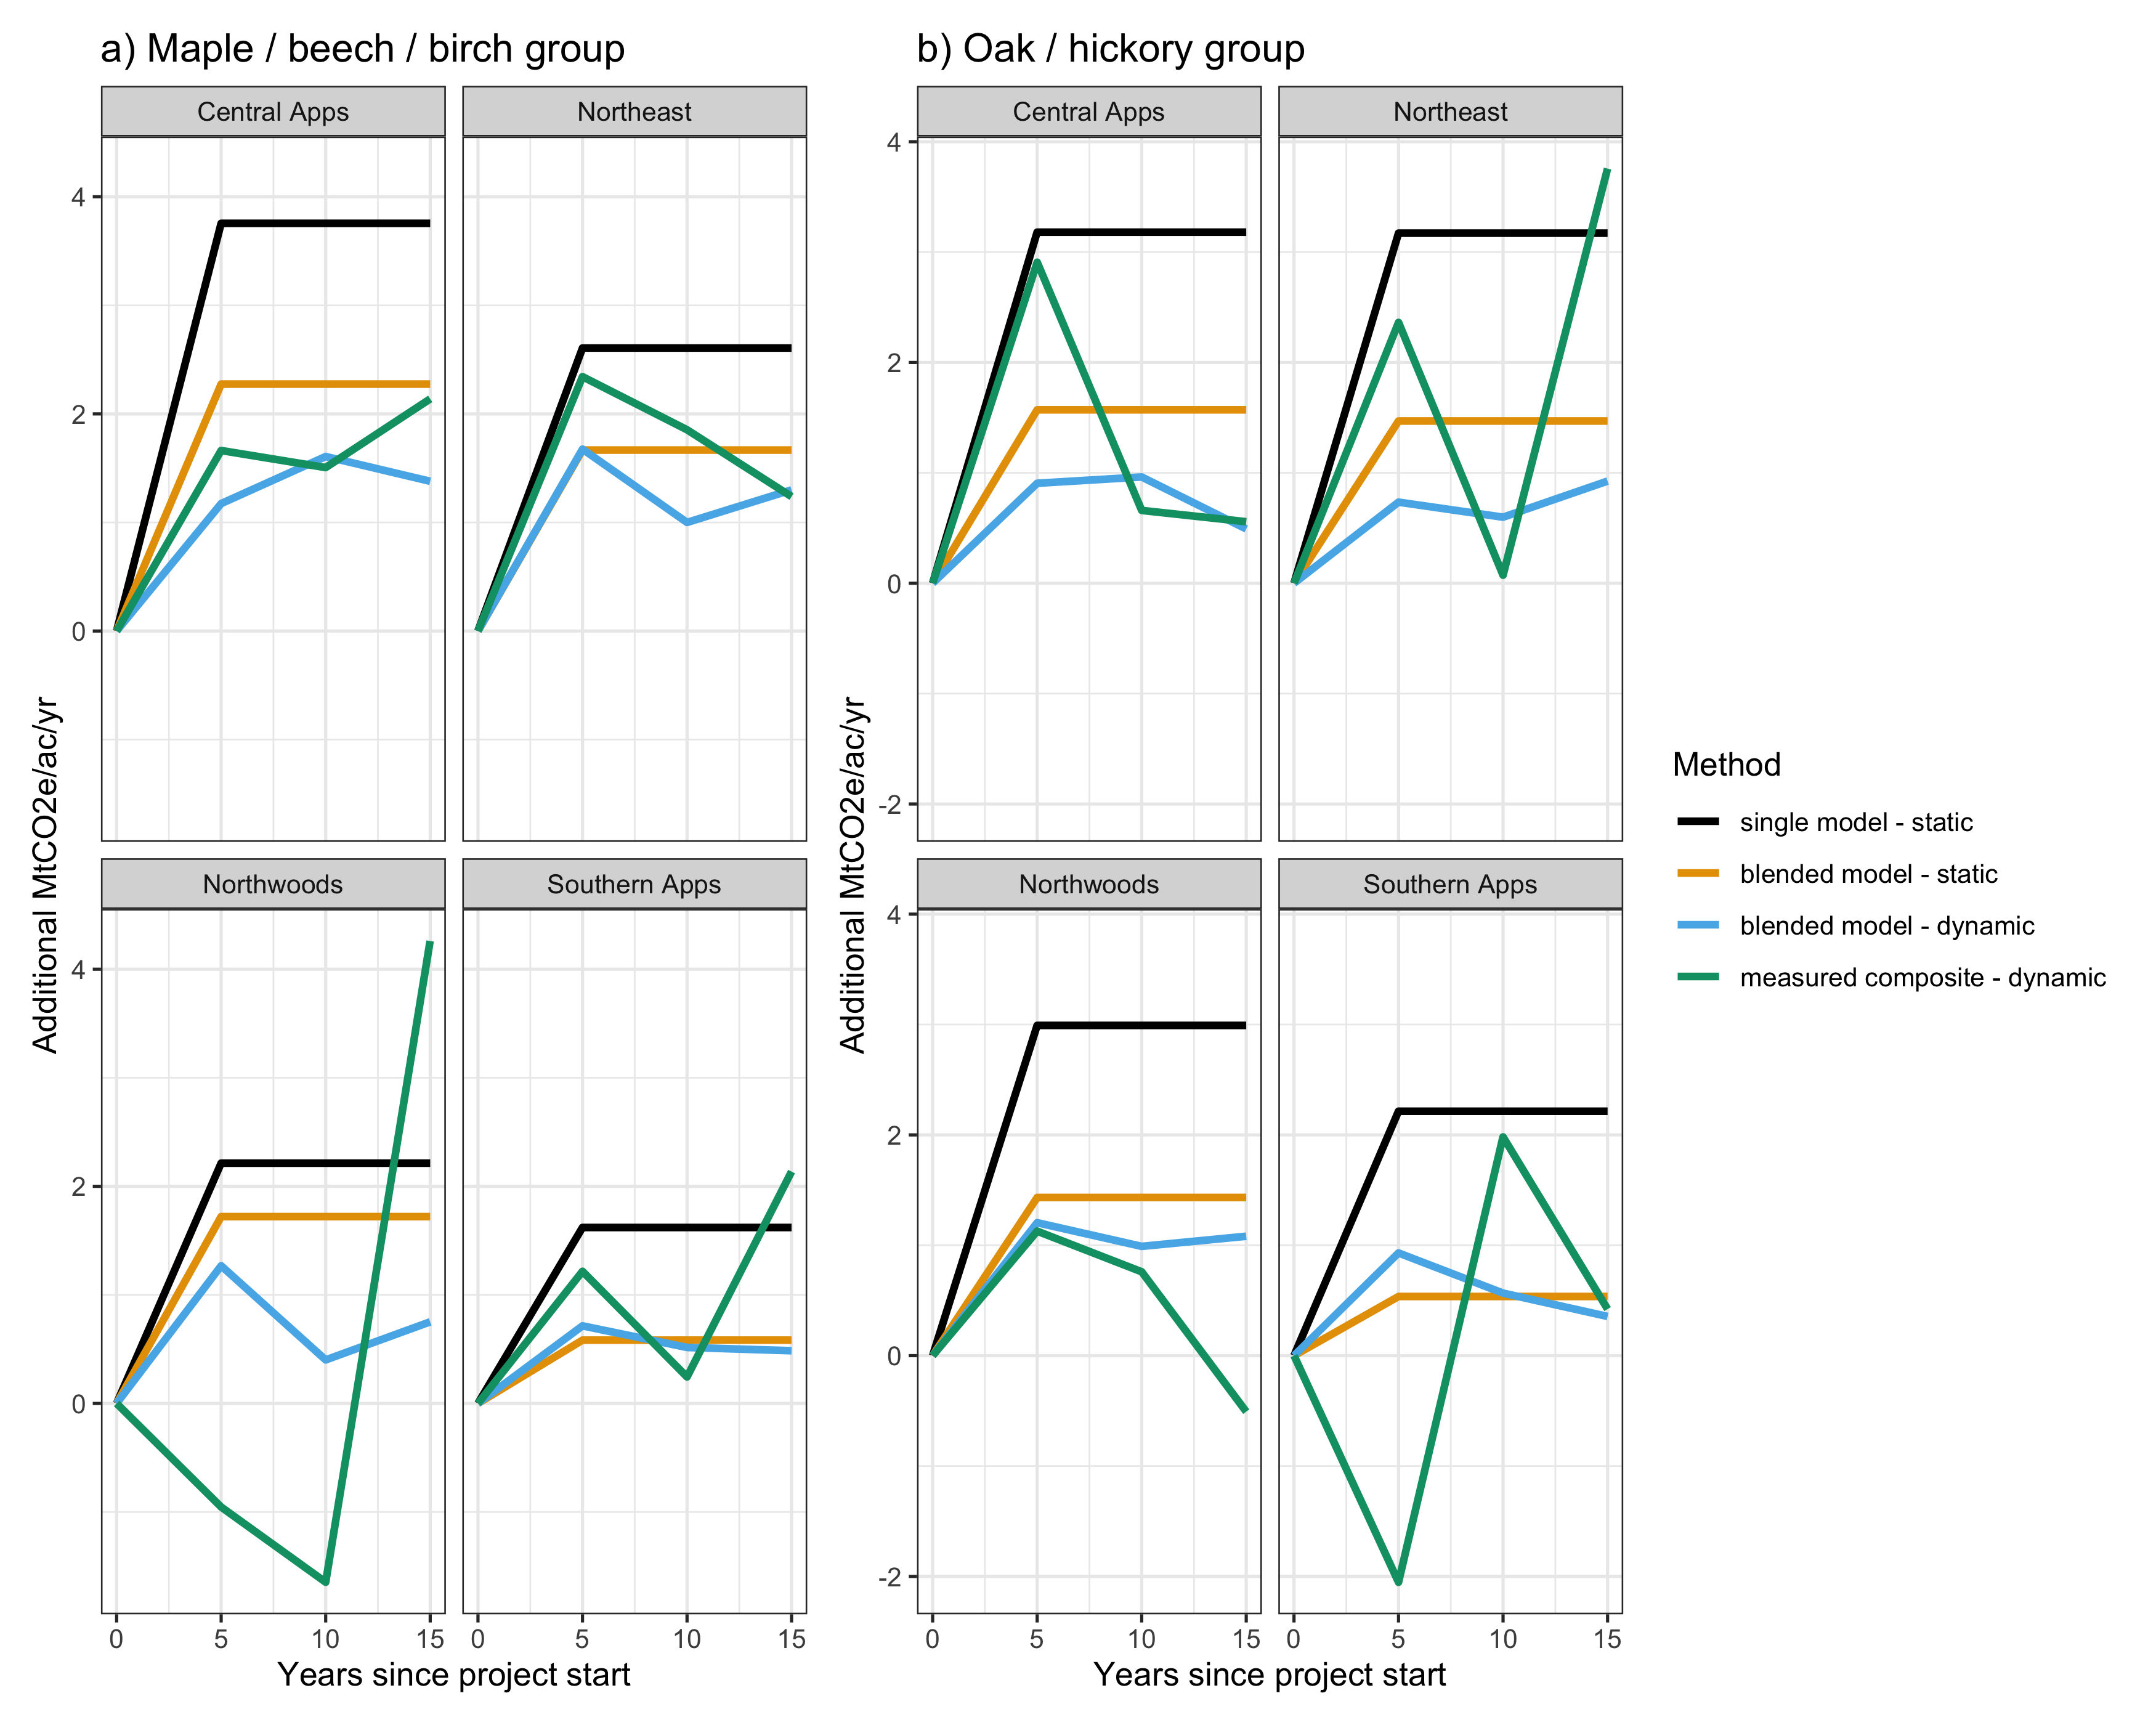 a) Maple / beech / birch group
Central Apps
Northeast
4
2
0
Northwoods
Southern Apps
4
2
0
Additional MtCO2e/ac/yr
0 5 10 15
0 5 10 15
Years since project start
b) Oak / hickory group
Central Apps
Northeast
4
2
0
-2
Northwoods
Southern Apps
4
2
0
-2
Additional MtCO2e/ac/yr
0 5 10 15
0 5 10 15
Years since project start
Method
single model - static
blended model - static
blended model - dynamic
measured composite - dynamic